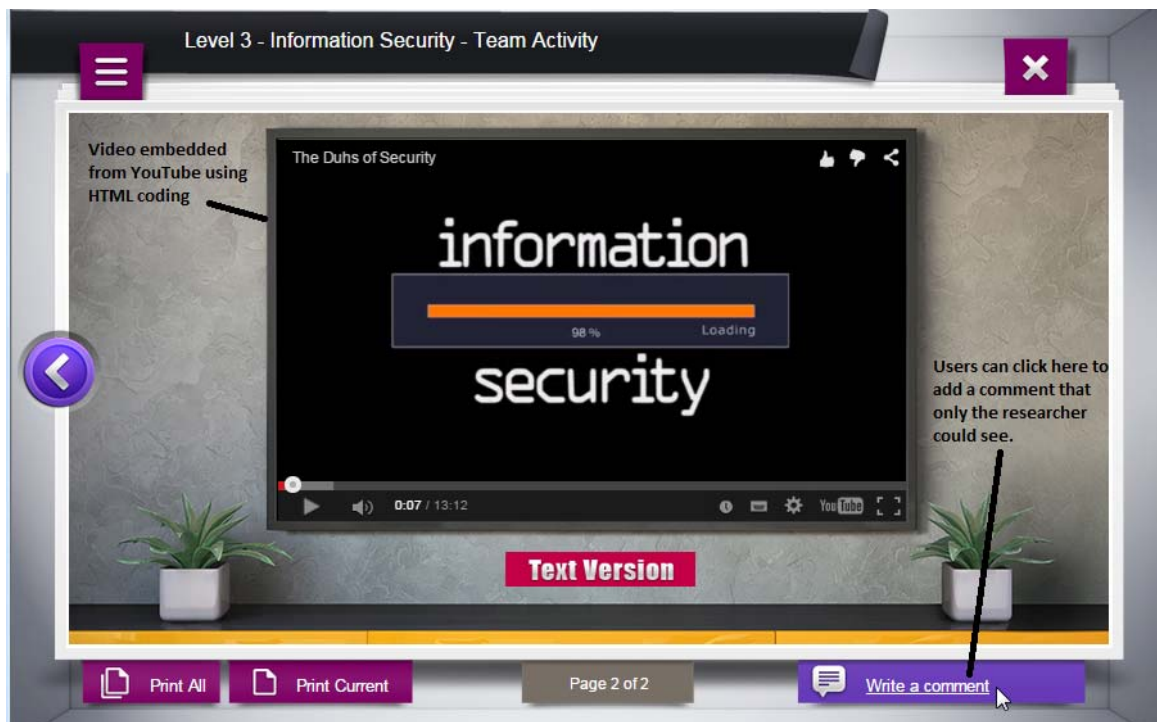 Level 3 - Information Security - Team Activity
Video embedded
from YouTube using
HTML coding
The Duhs of Security
information
98 %
Loading
security
0:07 / 13:12
YouTube
Users can click here to
add a comment that
only the researcher
could see.
Text Version
Print All
Print Current
Page 2 of 2
Write a comment